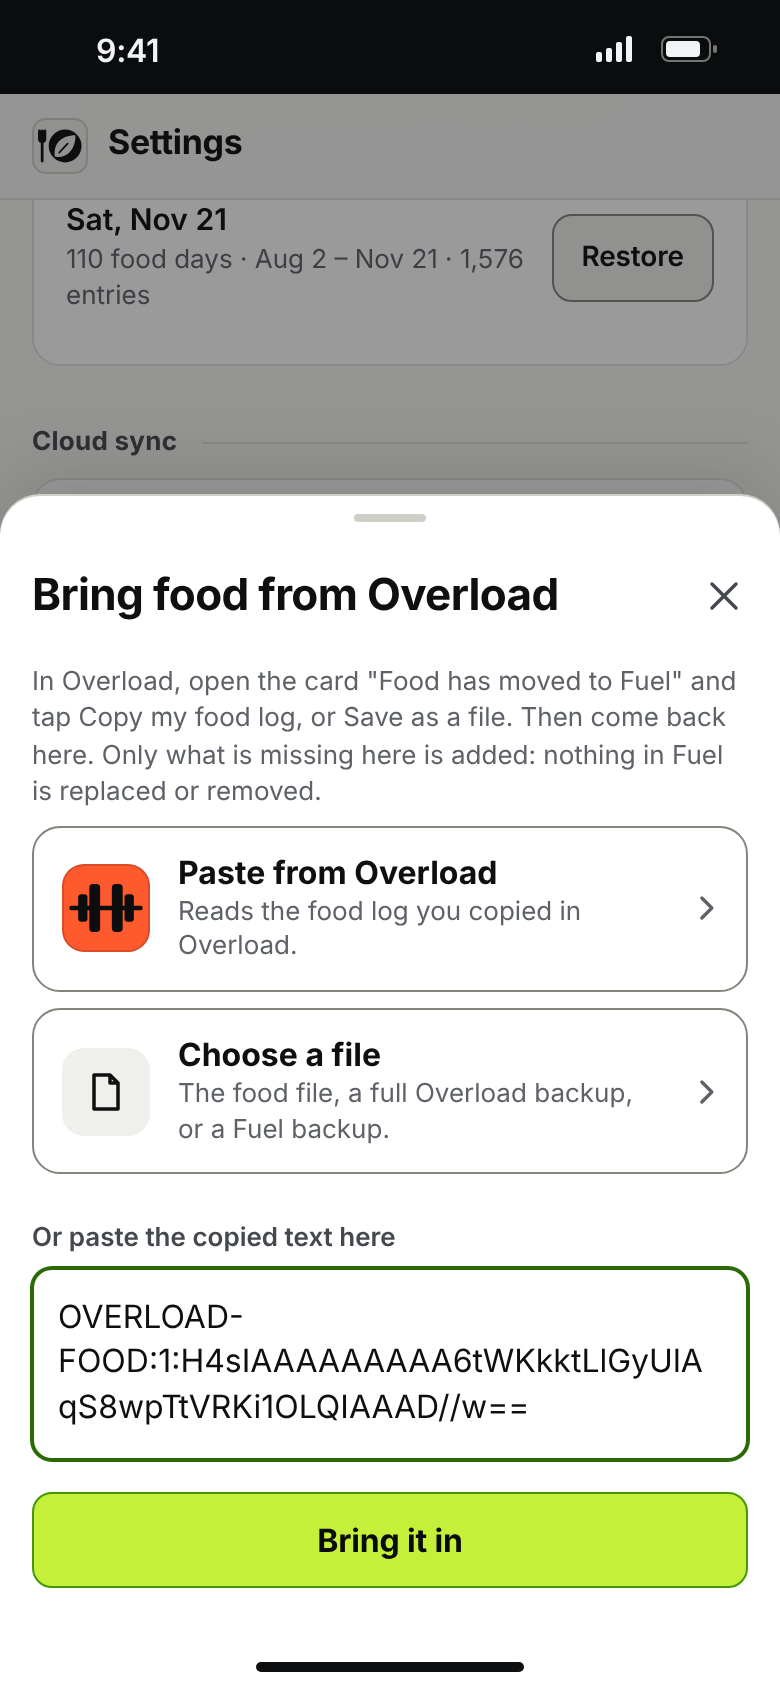 9:41
Settings
Sat, Nov 21
110 food days · Aug 2 – Nov 21 · 1,576
entries
Restore
Cloud sync
Bring food from Overload
In Overload, open the card "Food has moved to Fuel" and
tap Copy my food log, or Save as a file. Then come back
here. Only what is missing here is added: nothing in Fuel
is replaced or removed.
Paste from Overload
Reads the food log you copied in
Overload.
Choose a file
The food file, a full Overload backup,
or a Fuel backup.
Or paste the copied text here
OVERLOAD-
FOOD:1:H4sIAAAAAAAAA6tWKkktLlGyUlA
qS8wpTtVRKi1OLQIAAAD//w==
Bring it in